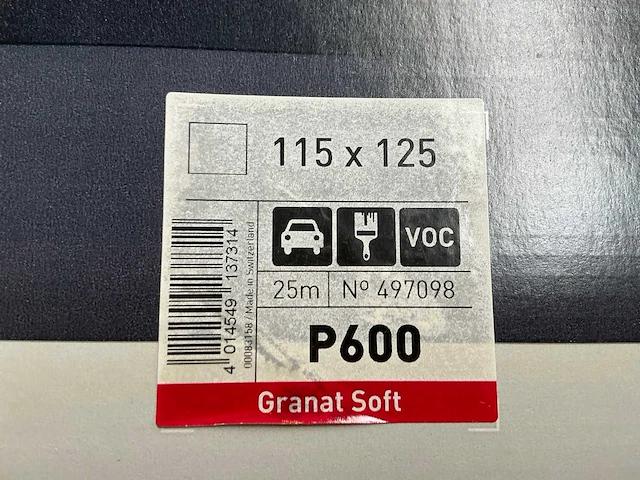 115 x 125
VOC
25m
Nº 497098
P600
Granat Soft
4 014549 137314
00083158 / Made in Switzerland